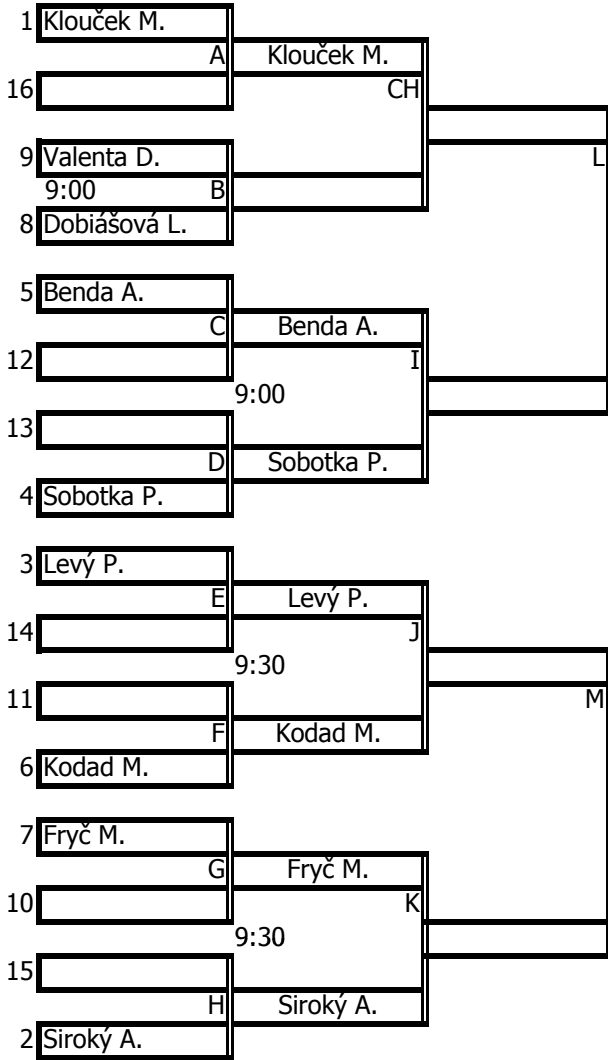 1 Klouček M.
A Klouček M.
16 CH
9 Valenta D. L
9:00 B
8 Dobiášová L.
5 Benda A.
C Benda A.
12 I
9:00
13
D Sobotka P.
4 Sobotka P.
3 Levý P.
E Levý P.
14 J
9:30
11 M
F Kodad M.
6 Kodad M.
7 Fryč M.
G Fryč M.
10 K
9:30
15
H Siroký A.
2 Siroký A.